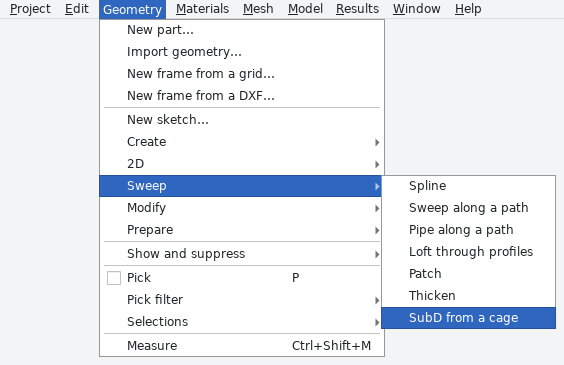 Project Edit Geometry Materials Mesh Model Results Window Help
New part...
Import geometry...
New frame from a grid...
New frame from a DXF...
New sketch...
Create
2D
Sweep
Spline
Modify
Sweep along a path
Prepare
Pipe along a path
Show and suppress
Loft through profiles
Pick P
Patch
Pick filter
Thicken
Selections
SubD from a cage
Measure Ctrl+Shift+M